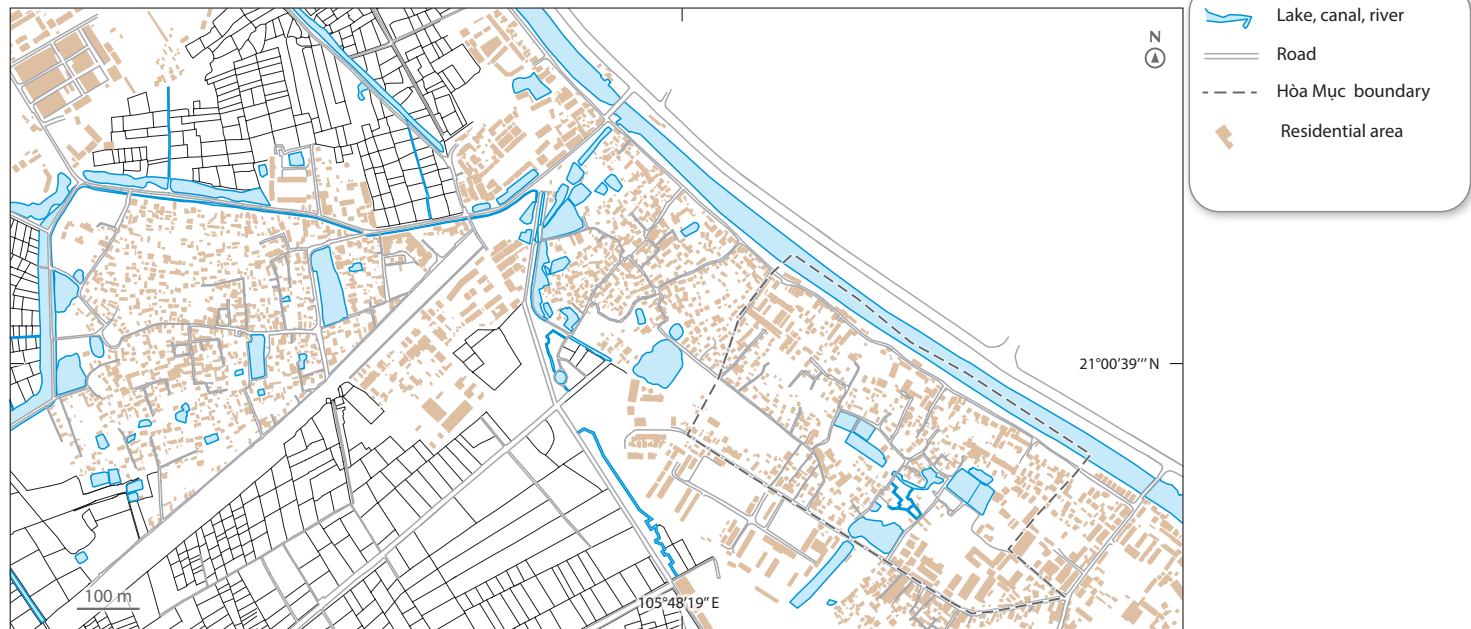 Lake, canal, river
Road
Hòa Mục boundary
Residential area
N
21°00'39''' N
100 m
105°48'19" E